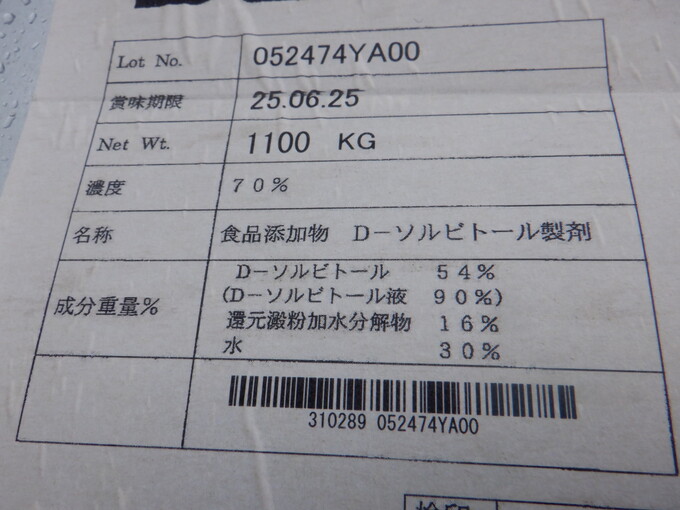 Lot No. 052474YA00
賞味期限 25.06.25
Net Wt. 1100 KG
濃度 70%
名称 食品添加物 D-ソルビトール製剤
成分重量% D-ソルビトール 54%
(D-ソルビトール液 90%)
還元澱粉加水分解物 16%
水 30%
310289 052474YA00